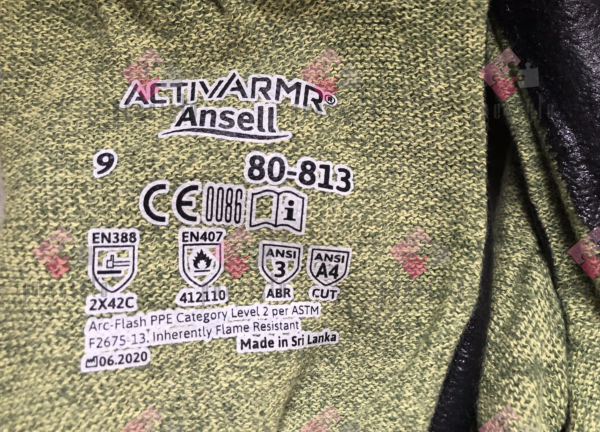 ACTIVARMR®
Ansell
9
80-813
CE 0086 i
EN388
EN407
ANSI
3
ANSI
A4
2X42C
412110
ABR
CUT
Arc-Flash PPE Category Level 2 per ASTM
F2675-13. Inherently Flame Resistant
Made in Sri Lanka
06.2020